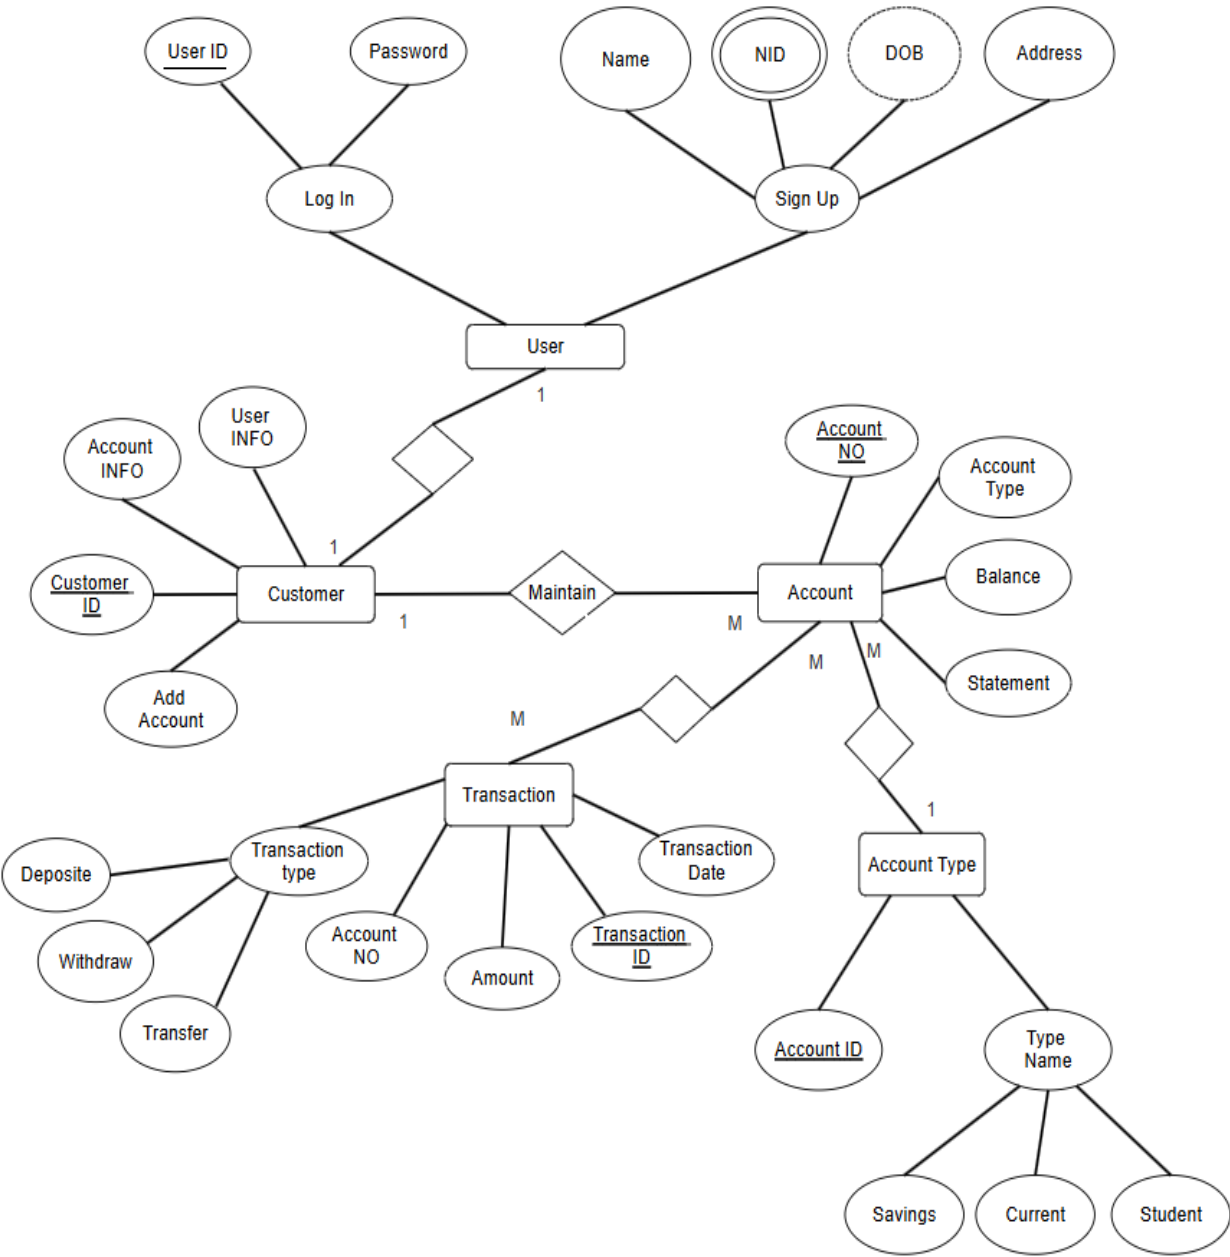 User ID
Password
Name
NID
DOB
Address
Log In
Sign Up
User
1
User
INFO
Account
INFO
Account
NO
Account
Type
1
Customer
ID
Customer
Maintain
Account
Balance
1
M
M
M
Statement
Add
Account
M
Transaction
1
Transaction
type
Transaction
Date
Account Type
Deposite
Account
NO
Transaction
ID
Withdraw
Amount
Transfer
Account ID
Type
Name
Savings
Current
Student